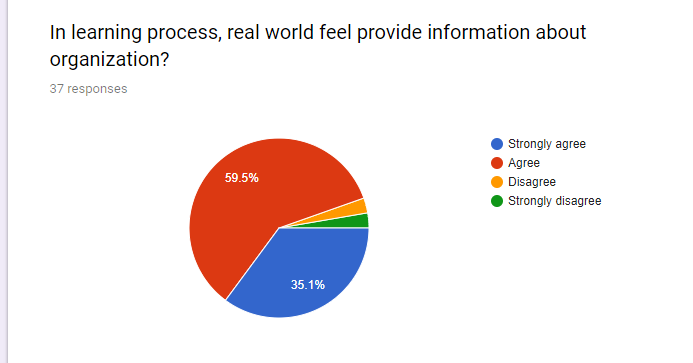 In learning process, real world feel provide information about
organization?
37 responses
Strongly agree
Agree
Disagree
Strongly disagree
59.5%
35.1%